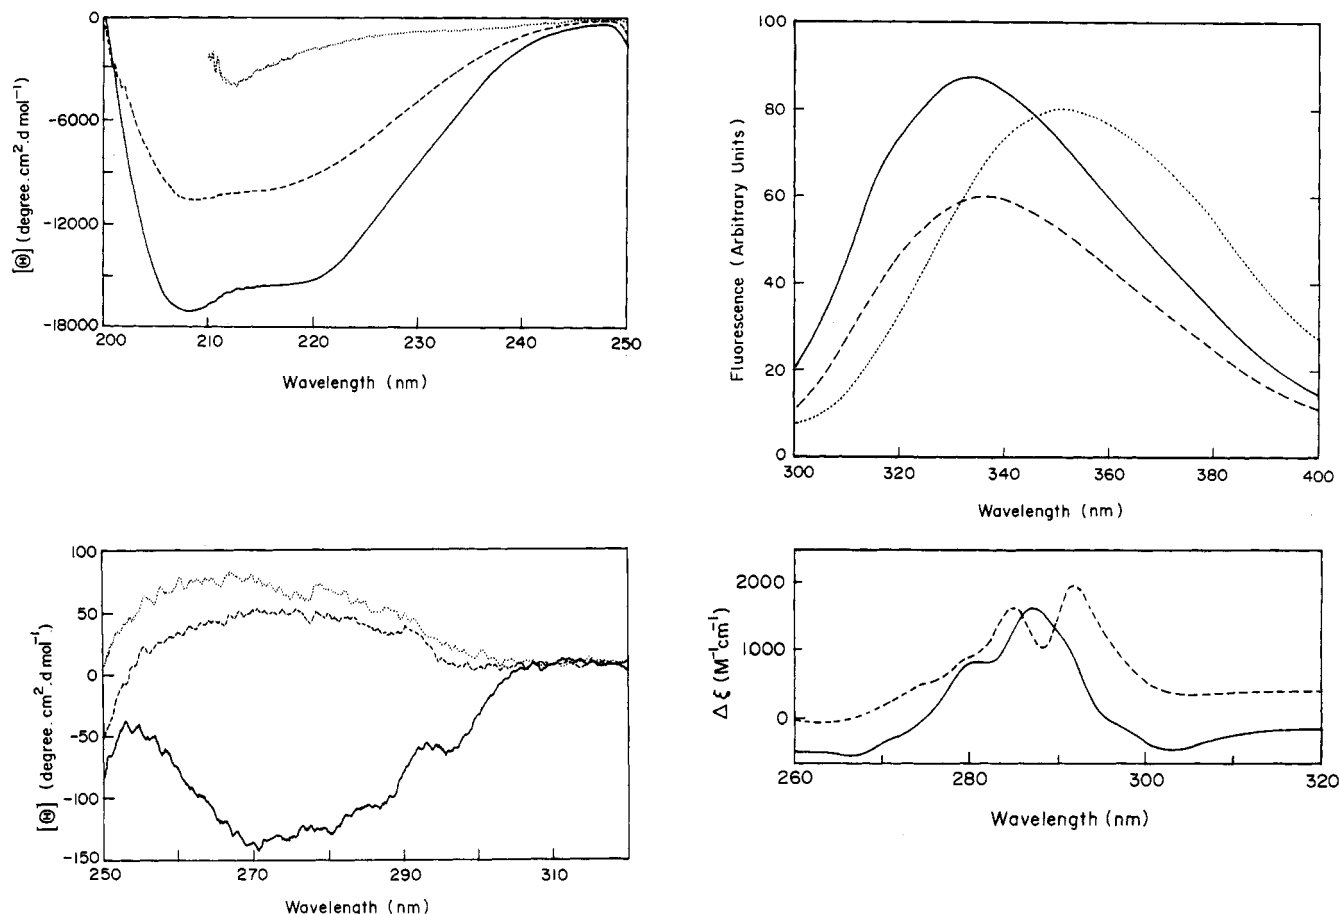 [Θ] (degree. cm².d mol⁻¹)
0
-6000
-12000
-18000
200 210 220 230 240 250
Wavelength (nm)
Fluorescence (Arbitrary Units)
100
80
60
40
20
0
300 320 340 360 380 400
Wavelength (nm)
[Θ] (degree. cm².d mol⁻¹)
100
50
0
-50
-100
-150
250 270 290 310
Wavelength (nm)
Δ ξ (M⁻¹cm⁻¹)
2000
1000
0
260 280 300 320
Wavelength (nm)